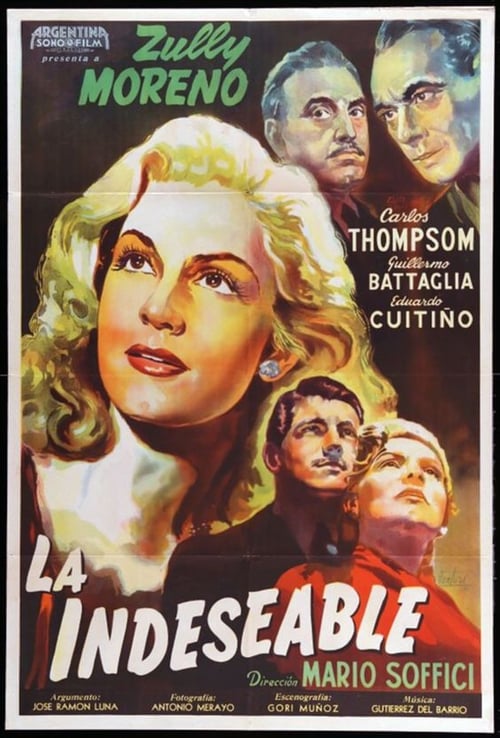 ARGENTINA
SONO FILM
presenta a
Zully
MORENO
Carlos
THOMPSOM
Guillermo
BATTAGLIA
Eduardo
CUITIÑO
LA
INDESEABLE
Dirección MARIO SOFFICI
Argumento: Fotografía: Escenografía: Música:
JOSE RAMON LUNA ANTONIO MERAYO GORI MUÑOZ GUTIERREZ DEL BARRIO